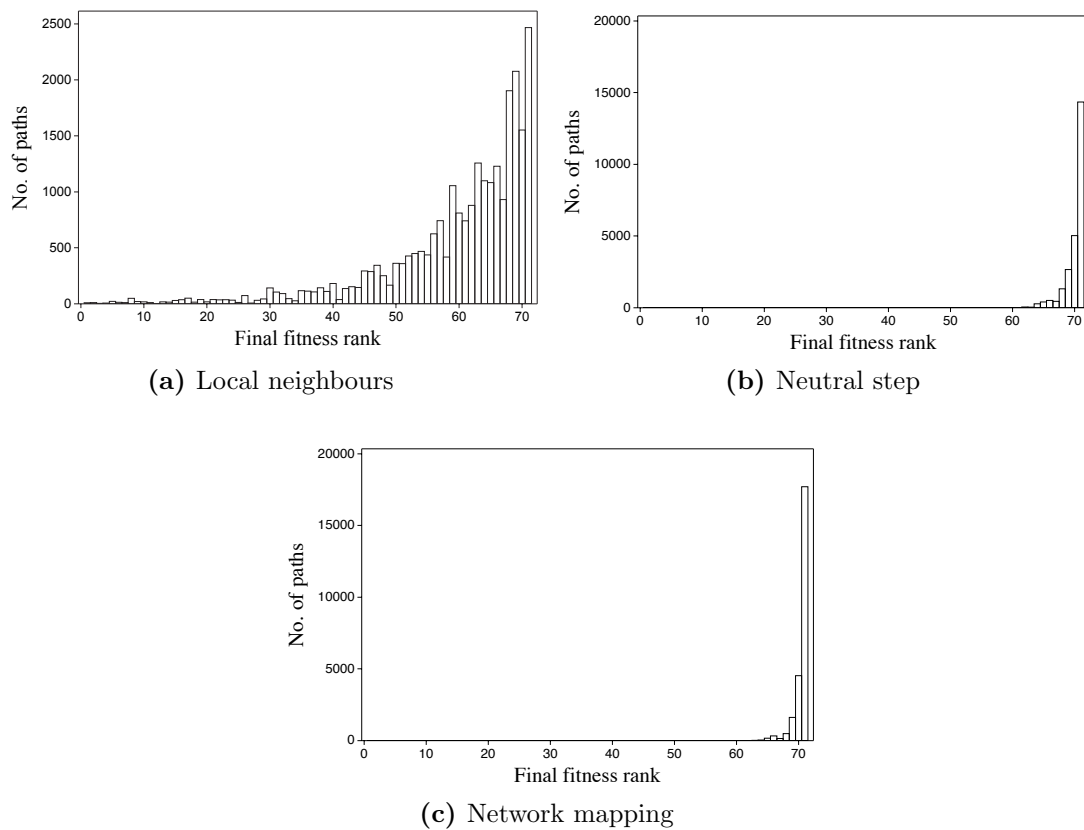 2500
2000
1500
1000
500
0
No. of paths
0 10 20 30 40 50 60 70
Final fitness rank
(a) Local neighbours
20000
15000
10000
5000
0
No. of paths
0 10 20 30 40 50 60 70
Final fitness rank
(b) Neutral step
20000
15000
10000
5000
0
No. of paths
0 10 20 30 40 50 60 70
Final fitness rank
(c) Network mapping